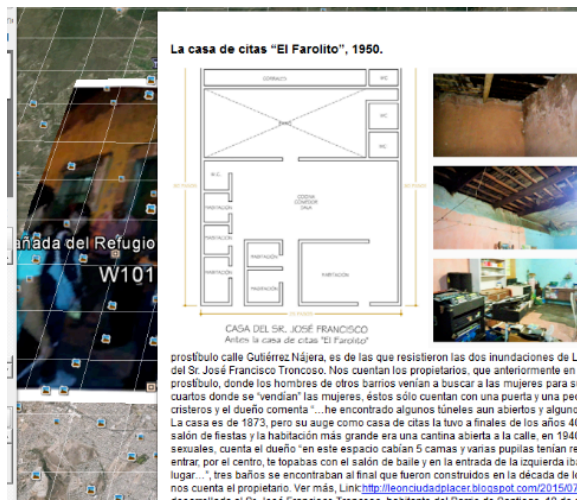 La casa de citas "El Farolito", 1950.
CORRALES
W.C.
W.C.
W.C.
PATIO
W.C.
COCINA
COMEDOR
SALA
HABITACIÓN
HABITACIÓN
HABITACIÓN
HABITACIÓN
HABITACIÓN
HABITACIÓN
HABITACIÓN
CASA DEL SR. JOSÉ FRANCISCO
Antes la casa de citas "El Farolito"
añada del Refugio
W101
prostíbulo calle Gutiérrez Nájera, es de las que resistieron las dos inundaciones de L
del Sr. José Francisco Troncoso. Nos cuentan los propietarios, que anteriormente en
prostíbulo, donde los hombres de otros barrios venían a buscar a las mujeres para s
cuartos donde se "vendían" las mujeres, éstos sólo cuentan con una puerta y una pe
cristeros y el dueño comenta "…he encontrado algunos túneles aun abiertos y alguno
La casa es de 1873, pero su auge como casa de citas la tuvo a finales de los años 40
salón de fiestas y la habitación más grande era una cantina abierta a la calle, en 1940
sexuales, cuenta el dueño "en este espacio cabían 5 camas y varias pupilas tenían re
entrar, por el centro, te topabas con el salón de baile y en la entrada de la izquierda iba
lugar…", tres baños se encontraban al final que fueron construidos en la década de l
nos cuenta el propietario. Ver más, Link:http://leonciudadplacer.blogspot.com/2015/07